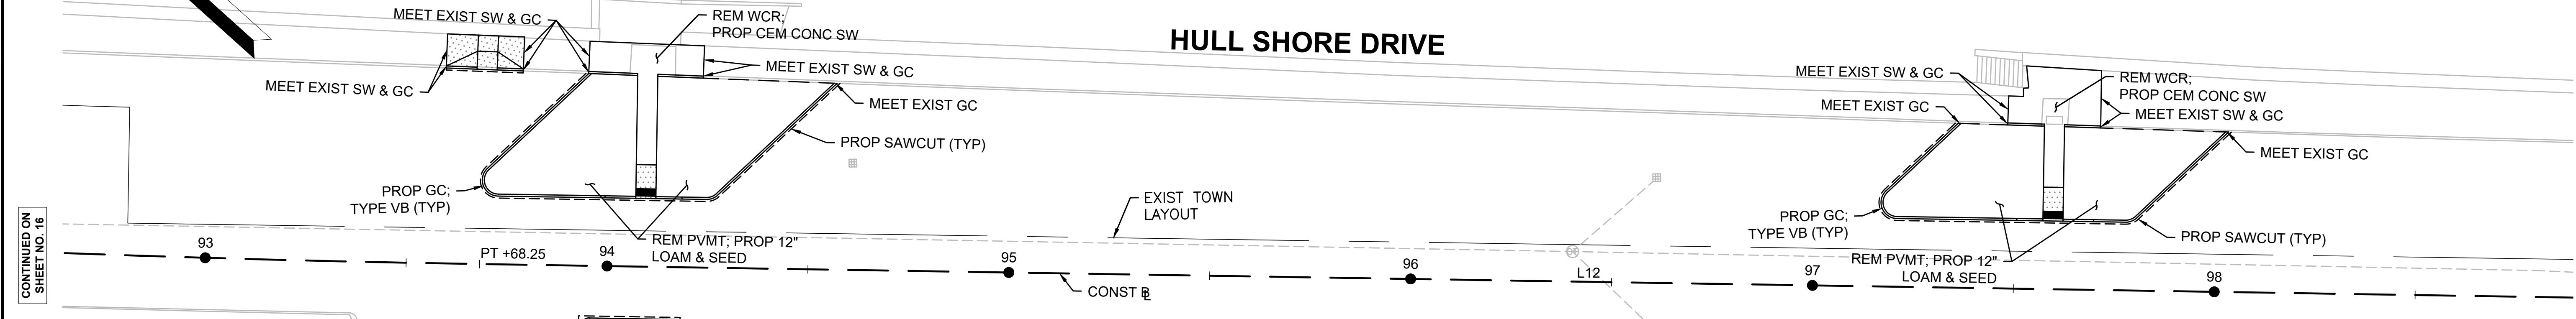 MEET EXIST SW & GC
REM WCR;
PROP CEM CONC SW
HULL SHORE DRIVE
MEET EXIST SW & GC
MEET EXIST SW & GC
MEET EXIST GC
PROP SAWCUT (TYP)
PROP GC;
TYPE VB (TYP)
REM PVMT; PROP 12"
LOAM & SEED
EXIST TOWN
LAYOUT
MEET EXIST SW & GC
REM WCR;
PROP CEM CONC SW
MEET EXIST GC
MEET EXIST SW & GC
MEET EXIST GC
PROP GC;
TYPE VB (TYP)
PROP SAWCUT (TYP)
REM PVMT; PROP 12"
LOAM & SEED
CONTINUED ON
SHEET NO. 16
93
PT +68.25
94
95
CONST BL
96
L12
97
98